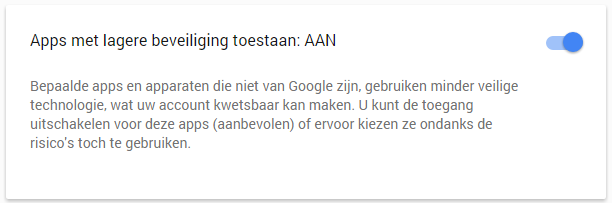 Apps met lagere beveiliging toestaan: AAN
Bepaalde apps en apparaten die niet van Google zijn, gebruiken minder veilige
technologie, wat uw account kwetsbaar kan maken. U kunt de toegang
uitschakelen voor deze apps (aanbevolen) of ervoor kiezen ze ondanks de
risico's toch te gebruiken.